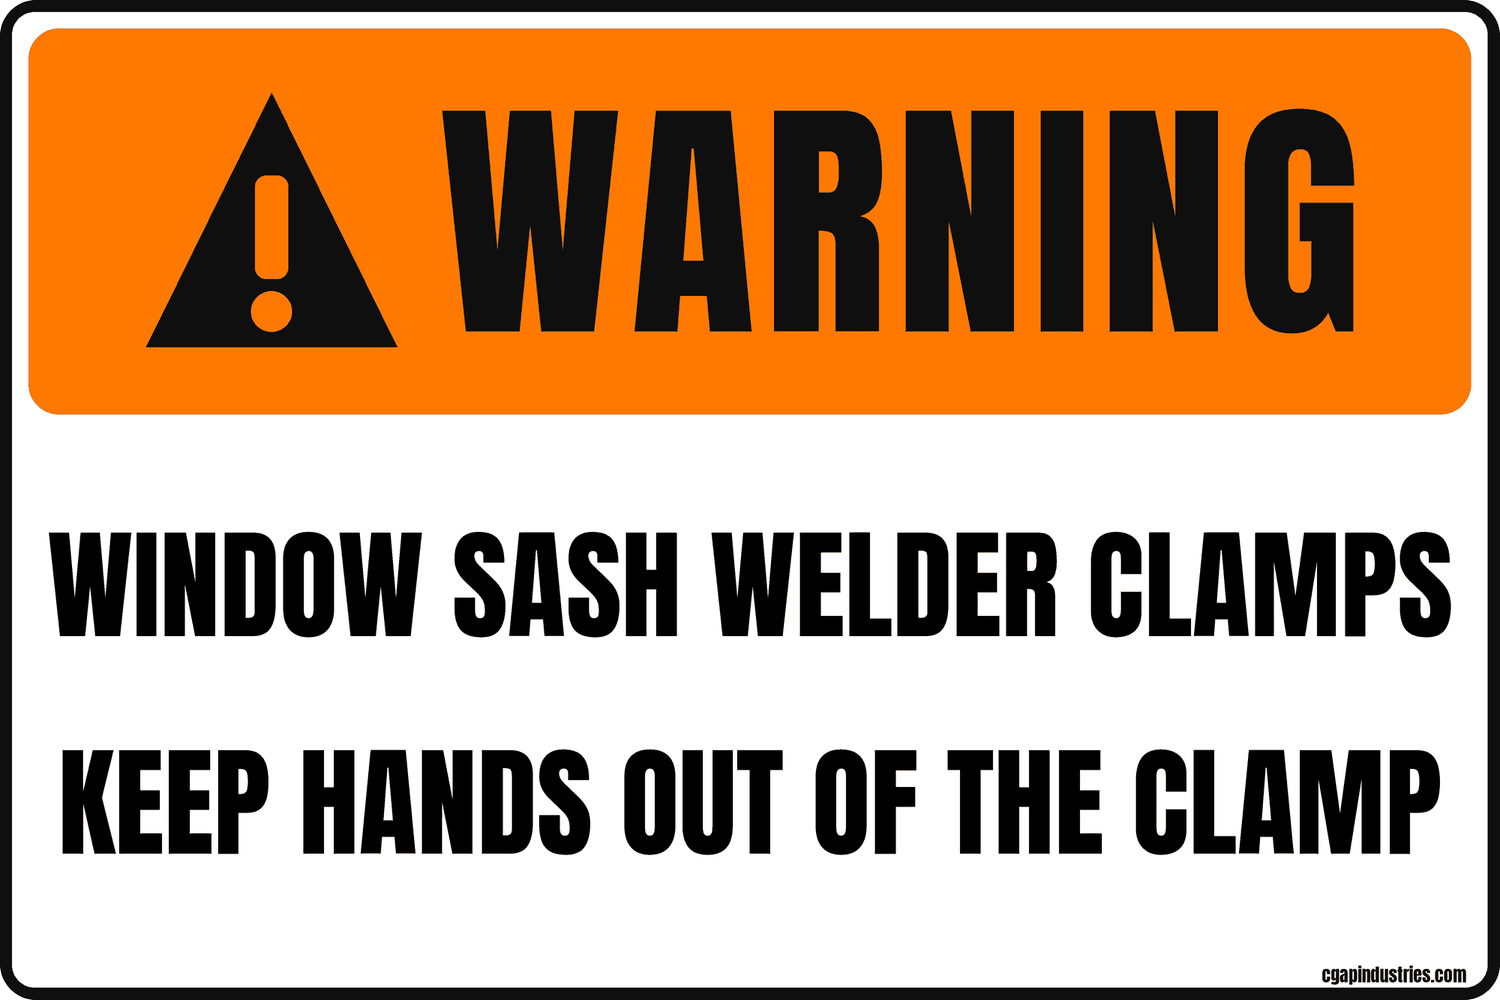 WARNING
WINDOW SASH WELDER CLAMPS
KEEP HANDS OUT OF THE CLAMP
cgapindustries.com